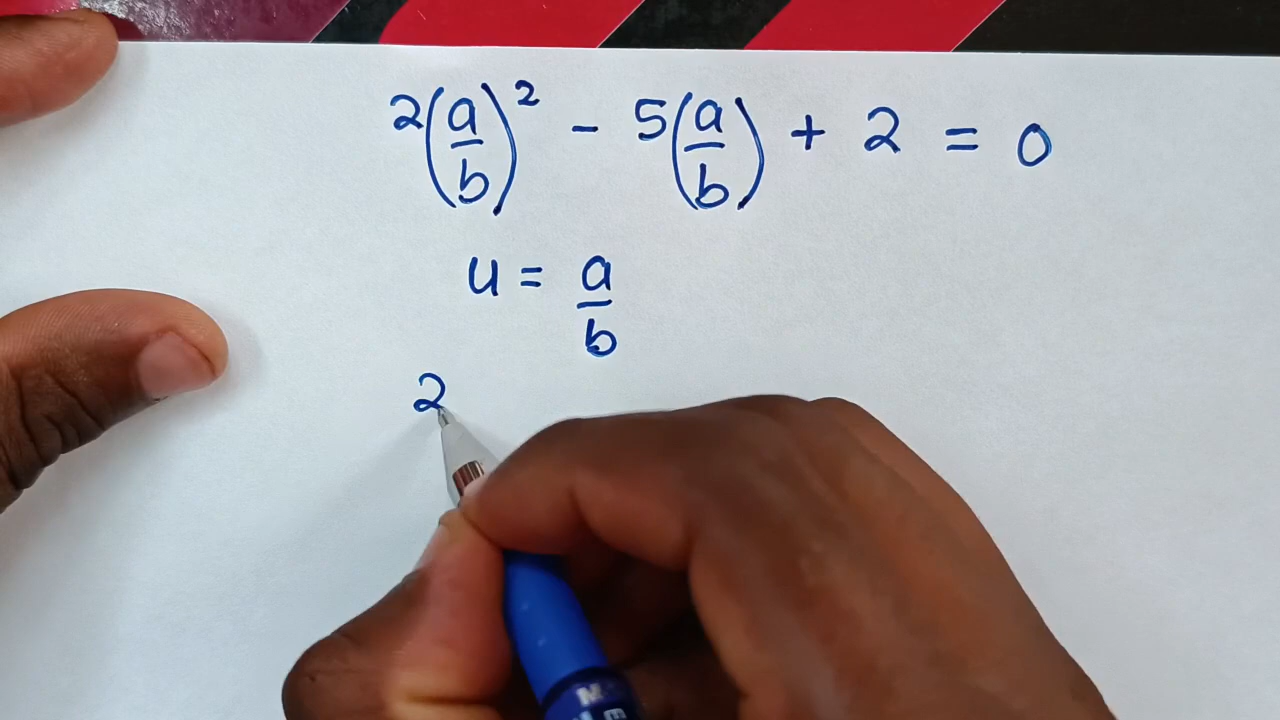 2(a/b)² - 5(a/b) + 2 = 0
u = a/b
2